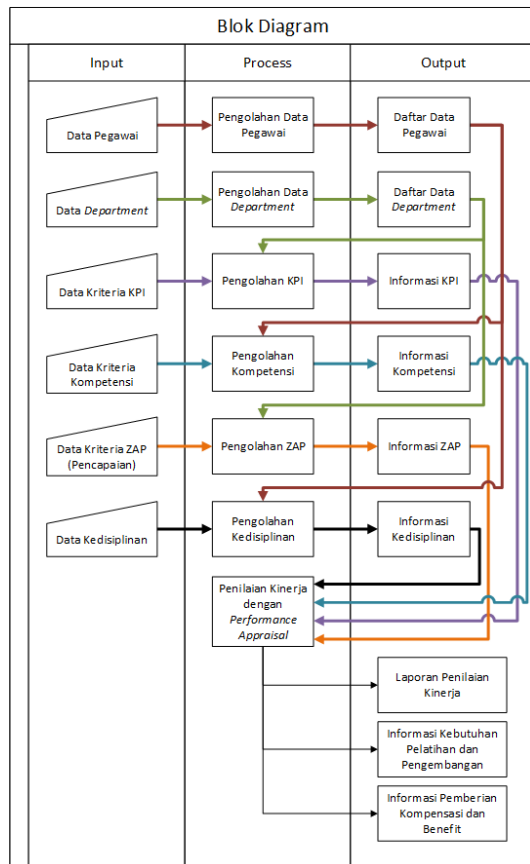 Blok Diagram
Input
Process
Output
Data Pegawai
Pengolahan Data
Pegawai
Daftar Data
Pegawai
Data Department
Pengolahan Data
Department
Daftar Data
Department
Data Kriteria KPI
Pengolahan KPI
Informasi KPI
Data Kriteria
Kompetensi
Pengolahan
Kompetensi
Informasi
Kompetensi
Data Kriteria ZAP
(Pencapaian)
Pengolahan ZAP
Informasi ZAP
Data Kedisiplinan
Pengolahan
Kedisiplinan
Informasi
Kedisiplinan
Penilaian Kinerja
dengan
Performance
Appraisal
Laporan Penilaian
Kinerja
Informasi Kebutuhan
Pelatihan dan
Pengembangan
Informasi Pemberian
Kompensasi dan
Benefit